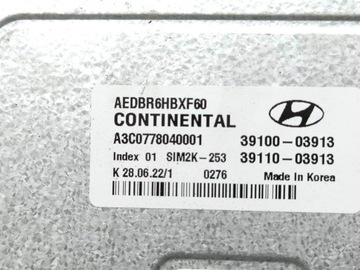 AEDBR6HBXF60
CONTINENTAL
A3C0778040001 39100-03913
Index 01 SIM2K-253 39110-03913
K 28.06.22/1 0276 Made in Korea